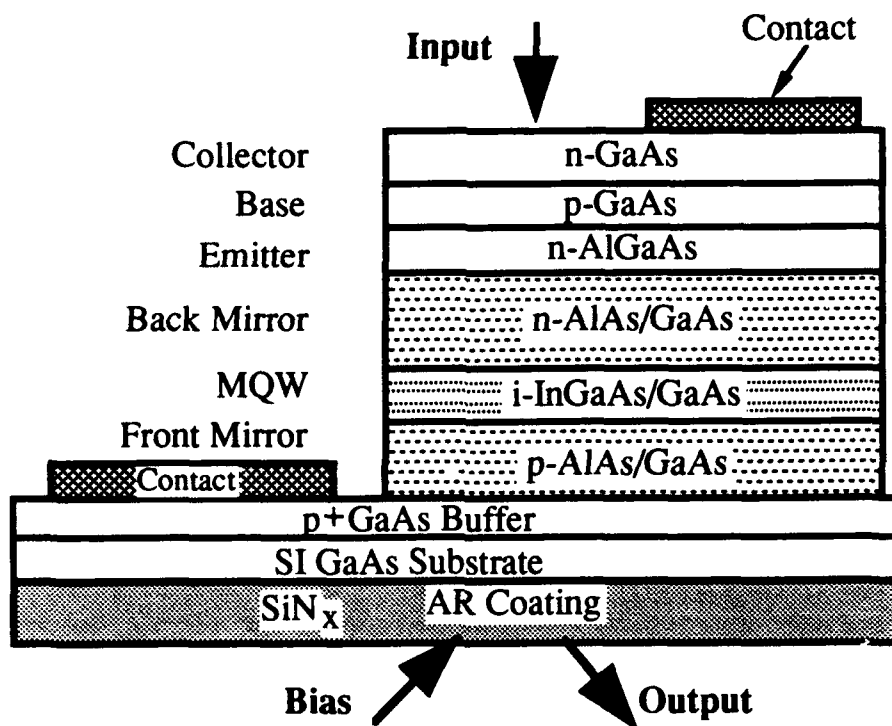 Input
Contact
Collector
n-GaAs
Base
p-GaAs
Emitter
n-AlGaAs
Back Mirror
n-AlAs/GaAs
MQW
i-InGaAs/GaAs
Front Mirror
p-AlAs/GaAs
Contact
p+GaAs Buffer
SI GaAs Substrate
SiNx
AR Coating
Bias
Output